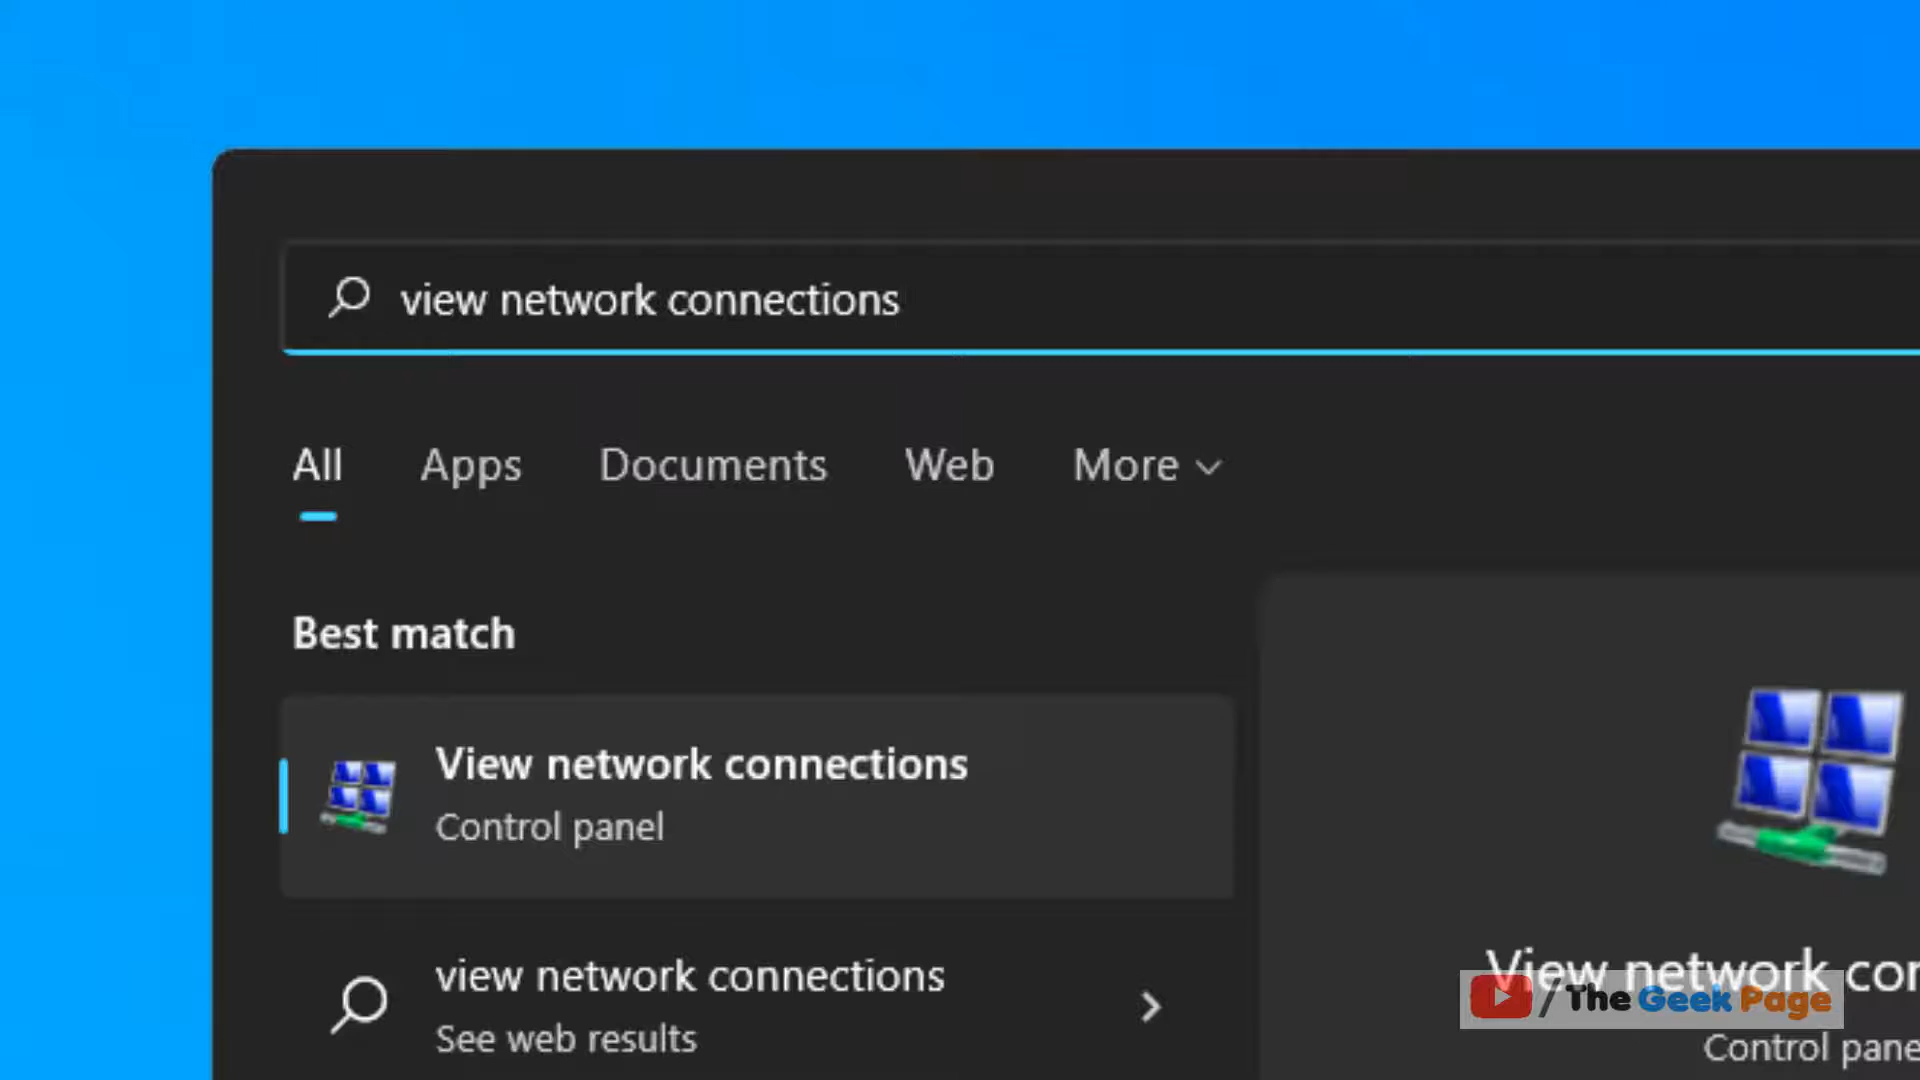 view network connections
All Apps Documents Web More
Best match
View network connections
Control panel
view network connections
See web results
View network cor
/The Geek Page
Control pane